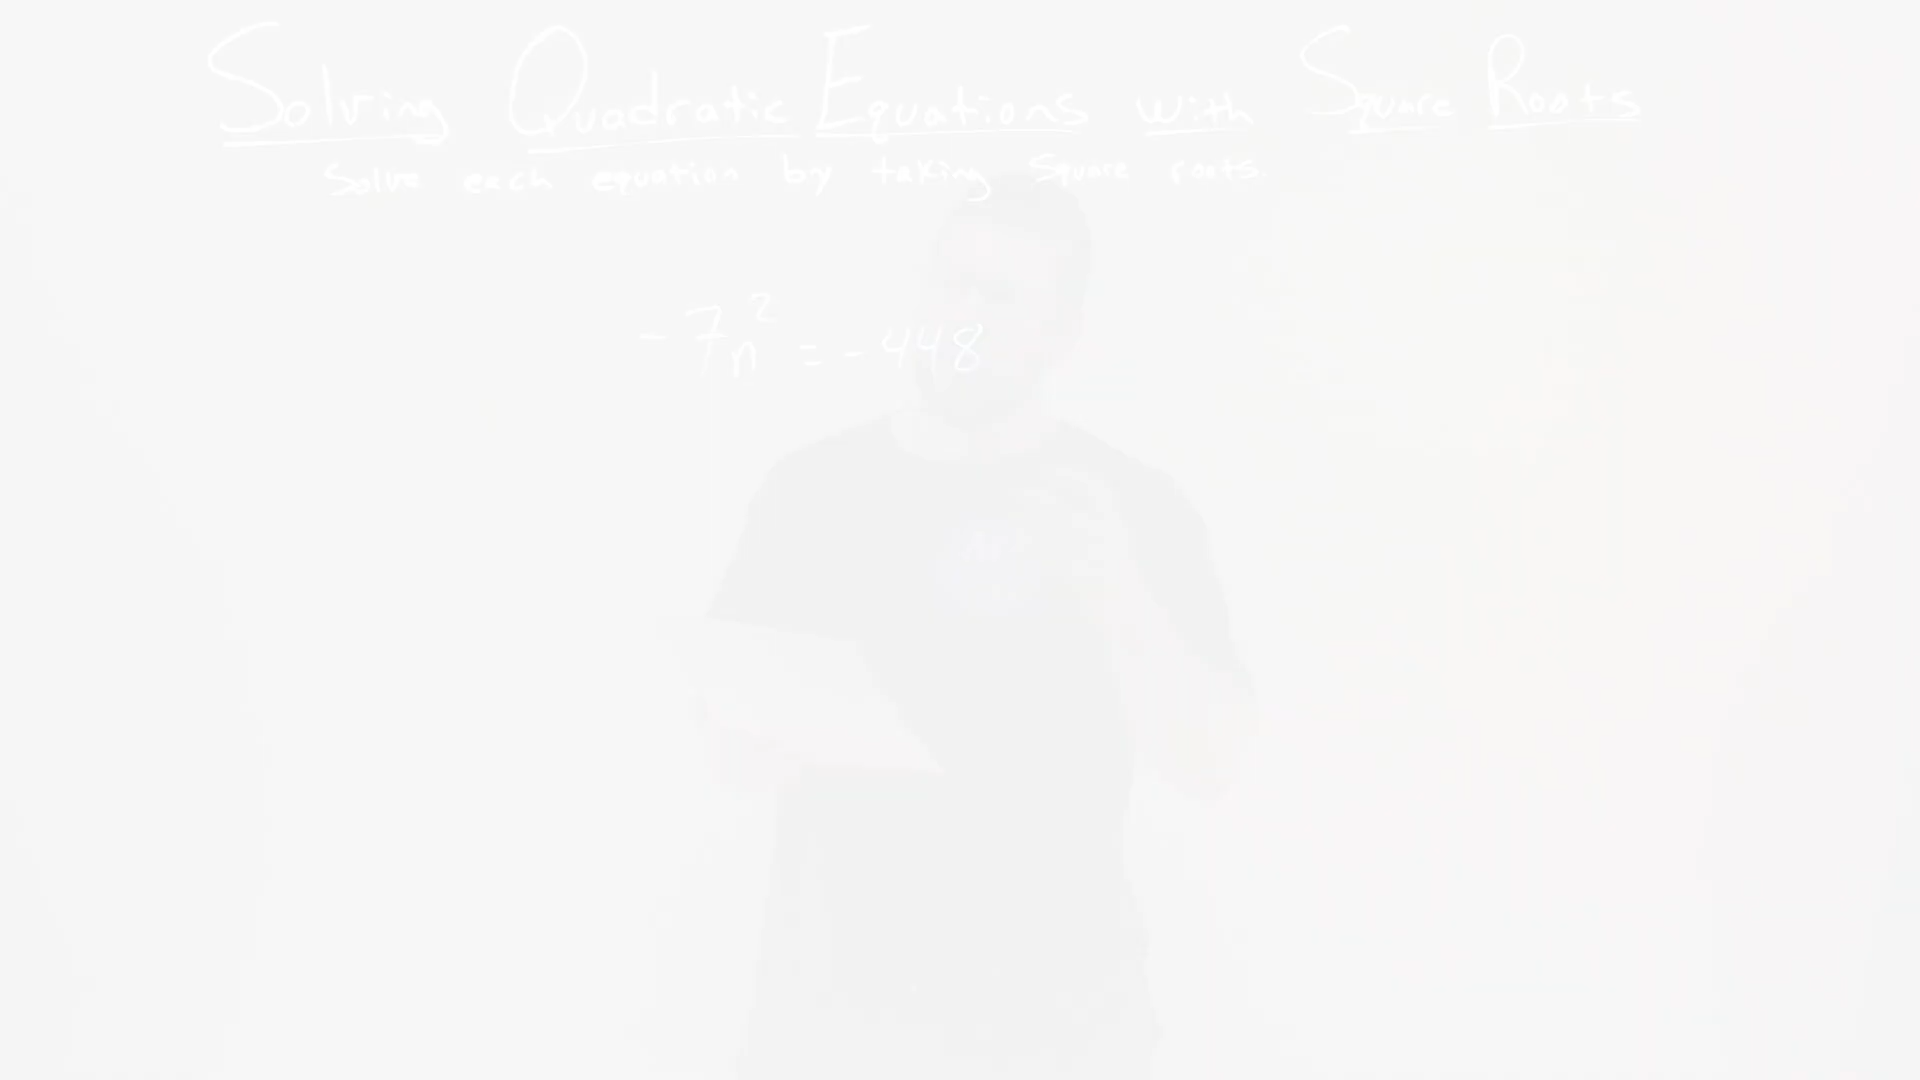 Solving Quadratic Equations with Square Roots
Solve each equation by taking square roots.
-7n² = -448